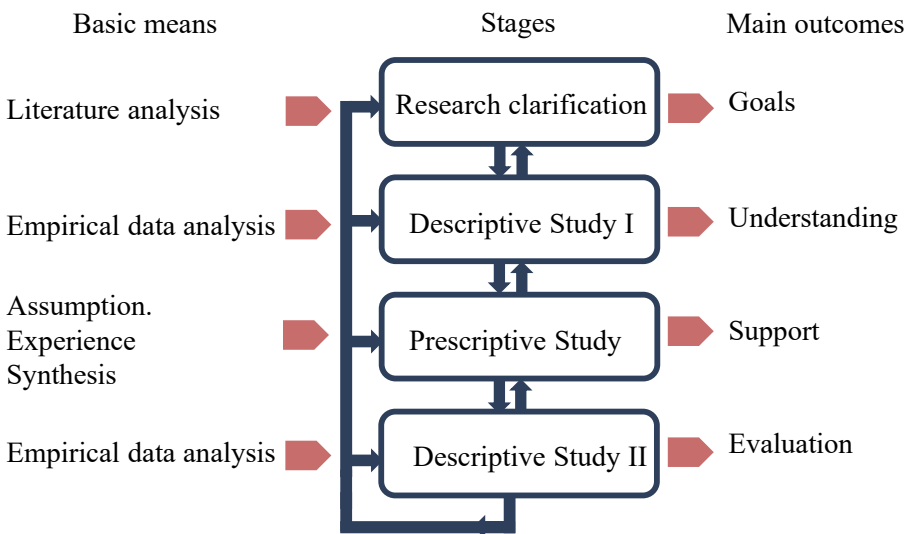 Basic means
Stages
Main outcomes
Literature analysis
Research clarification
Goals
Empirical data analysis
Descriptive Study I
Understanding
Assumption.
Experience
Synthesis
Prescriptive Study
Support
Empirical data analysis
Descriptive Study II
Evaluation